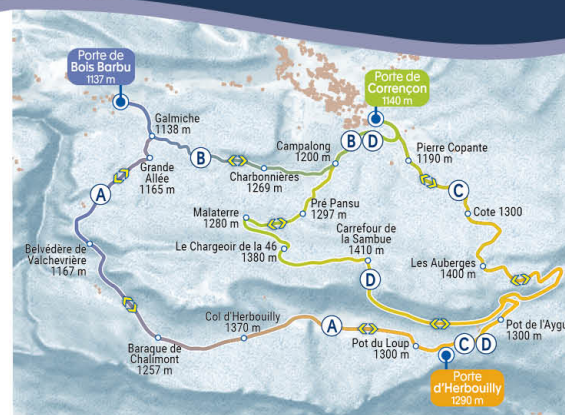 Porte de
Bois Barbu
1137 m
Porte de
Corrençon
1140 m
Galmiche
1138 m
Campalong
1200 m
B
D
Pierre Copante
1190 m
B
Grande
Allée
1165 m
Charbonnières
1269 m
A
C
Malaterre
1280 m
Pré Pansu
1297 m
Cote 1300
Carrefour de
la Sambue
1410 m
Belvédère de
Valchevrière
1167 m
Le Chargeoir de la 46
1380 m
Les Auberges
1400 m
D
Col d'Herbouilly
1370 m
A
Pot de l'Aygu
1300 m
Baraque de
Chalimont
1257 m
Pot du Loup
1300 m
C
D
Porte
d'Herbouilly
1290 m